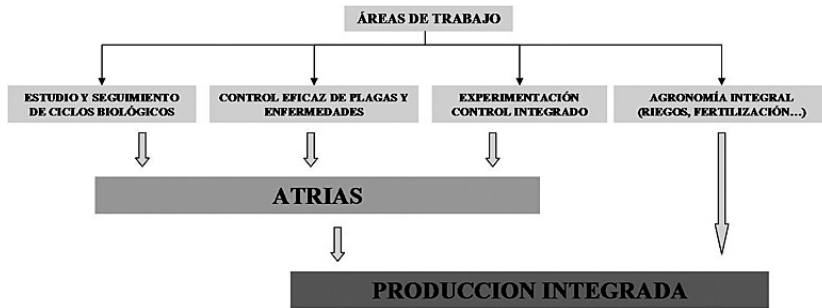 ÁREAS DE TRABAJO
ESTUDIO Y SEGUIMIENTO
DE CICLOS BIOLÓGICOS
CONTROL EFICAZ DE PLAGAS Y
ENFERMEDADES
EXPERIMENTACIÓN
CONTROL INTEGRADO
AGRONOMÍA INTEGRAL
(RIEGOS, FERTILIZACIÓN...)
ATRIAS
PRODUCCION INTEGRADA